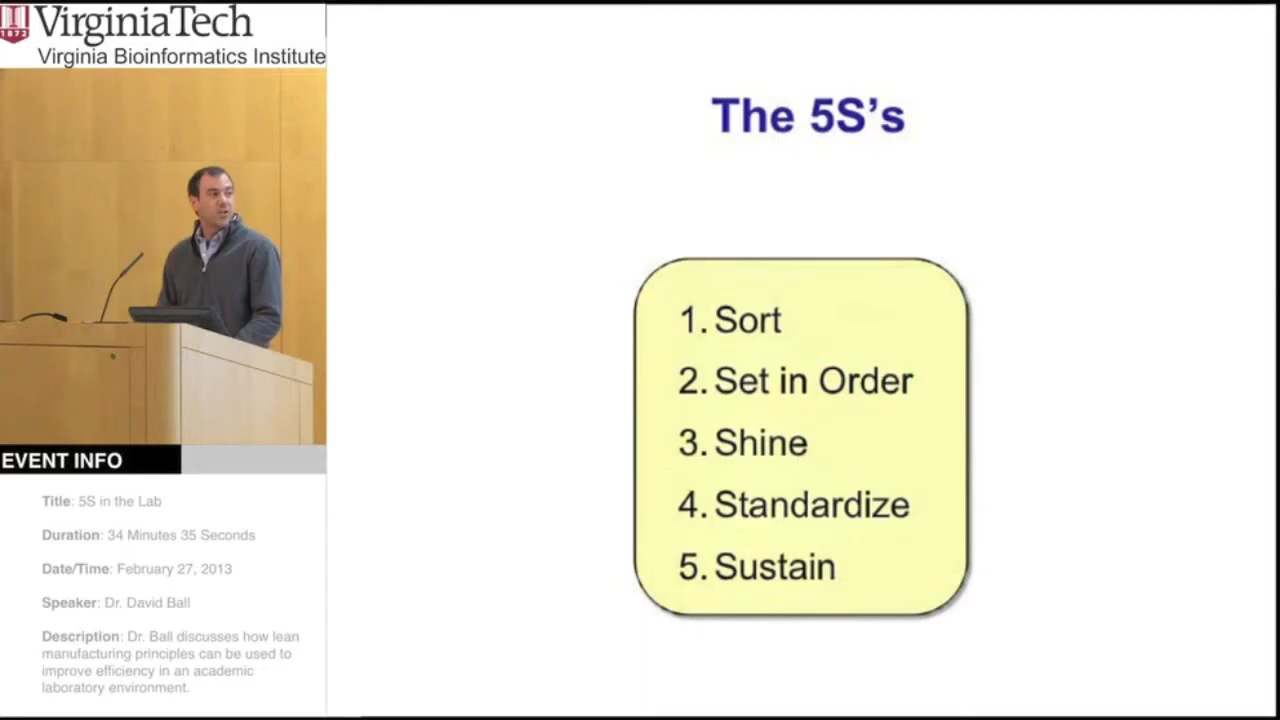 VirginiaTech
1872
Virginia Bioinformatics Institute
The 5S's
1. Sort
2. Set in Order
3. Shine
4. Standardize
5. Sustain
EVENT INFO
Title: 5S in the Lab
Duration: 34 Minutes 35 Seconds
Date/Time: February 27, 2013
Speaker: Dr. David Ball
Description: Dr. Ball discusses how lean
manufacturing principles can be used to
improve efficiency in an academic
laboratory environment.